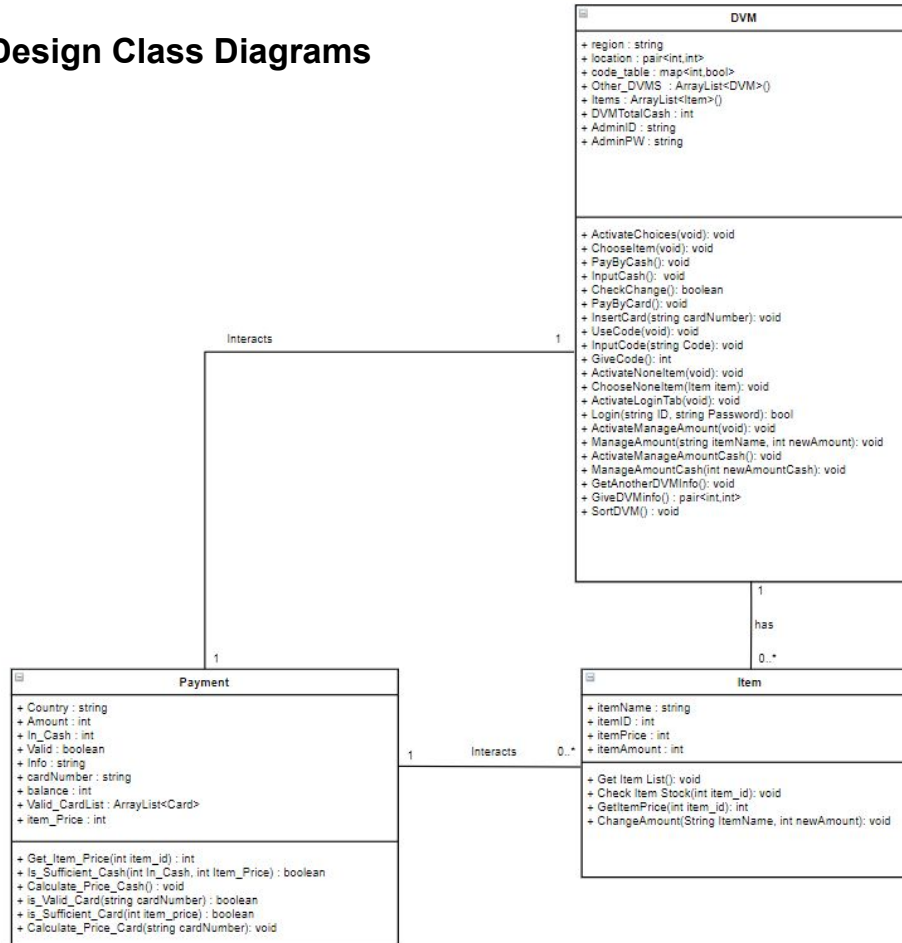 Design Class Diagrams
DVM
+ region : string
+ location : pair<int,int>
+ code_table : map<int,bool>
+ Other_DVMS : ArrayList<DVM>()
+ Items : ArrayList<Item>()
+ DVMTotalCash : int
+ AdminID : string
+ AdminPW : string
+ ActivateChoices(void): void
+ ChooseItem(void): void
+ PayByCash(): void
+ InputCash(): void
+ CheckChange(): boolean
+ PayByCard(): void
+ InsertCard(string cardNumber): void
+ UseCode(void): void
+ InputCode(string Code): void
+ GiveCode(): int
+ ActivateNoneItem(void): void
+ ChooseNoneItem(Item item): void
+ ActivateLoginTab(void): void
+ Login(string ID, string Password): bool
+ ActivateManageAmount(void): void
+ ManageAmount(string itemName, int newAmount): void
+ ActivateManageAmountCash(): void
+ ManageAmountCash(int newAmountCash): void
+ GetAnotherDVMInfo(): void
+ GiveDVMinfo() : pair<int,int>
+ SortDVM() : void
Interacts
1
1
1
has
0..*
Payment
+ Country : string
+ Amount : int
+ In_Cash : int
+ Valid : boolean
+ Info : string
+ cardNumber : string
+ balance : int
+ Valid_CardList : ArrayList<Card>
+ item_Price : int
+ Get_Item_Price(int item_id) : int
+ Is_Sufficient_Cash(int In_Cash, int Item_Price) : boolean
+ Calculate_Price_Cash() : void
+ is_Valid_Card(string cardNumber) : boolean
+ is_Sufficient_Card(int item_price) : boolean
+ Calculate_Price_Card(string cardNumber): void
1 Interacts 0..*
Item
+ itemName : string
+ itemID : int
+ itemPrice : int
+ itemAmount : int
+ Get Item List(): void
+ Check Item Stock(int item_id): void
+ GetItemPrice(int item_id): int
+ ChangeAmount(String ItemName, int newAmount): void